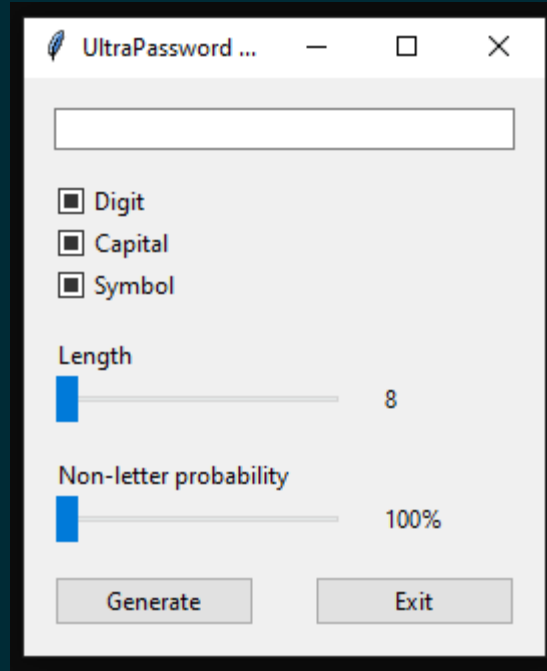 UltraPassword ...
Digit
Capital
Symbol
Length
8
Non-letter probability
100%
Generate Exit